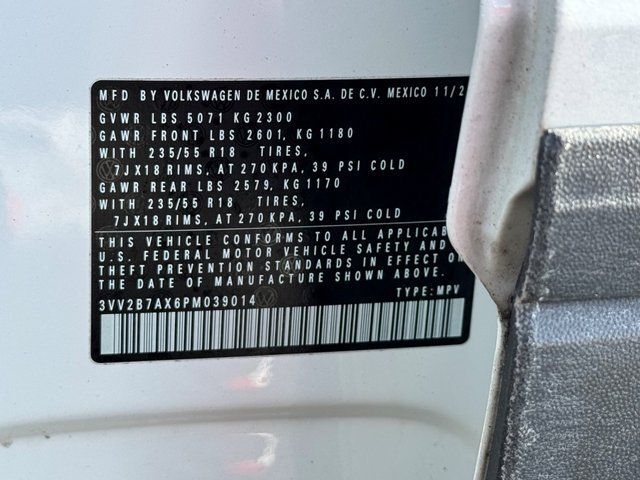 MFD BY VOLKSWAGEN DE MEXICO S.A. DE C.V. MEXICO 11/2
GVWR LBS 5071 KG 2300
GAWR FRONT LBS 2601, KG 1180
WITH 235/55 R18 TIRES,
7JX18 RIMS, AT 270 KPA, 39 PSI COLD
GAWR REAR LBS 2579, KG 1170
WITH 235/55 R18 TIRES,
7JX18 RIMS, AT 270 KPA, 39 PSI COLD
THIS VEHICLE CONFORMS TO ALL APPLICAB
U.S. FEDERAL MOTOR VEHICLE SAFETY AND
THEFT PREVENTION STANDARDS IN EFFECT O
THE DATE OF MANUFACTURE SHOWN ABOVE.
3VV2B7AX6PM039014 TYPE: MPV